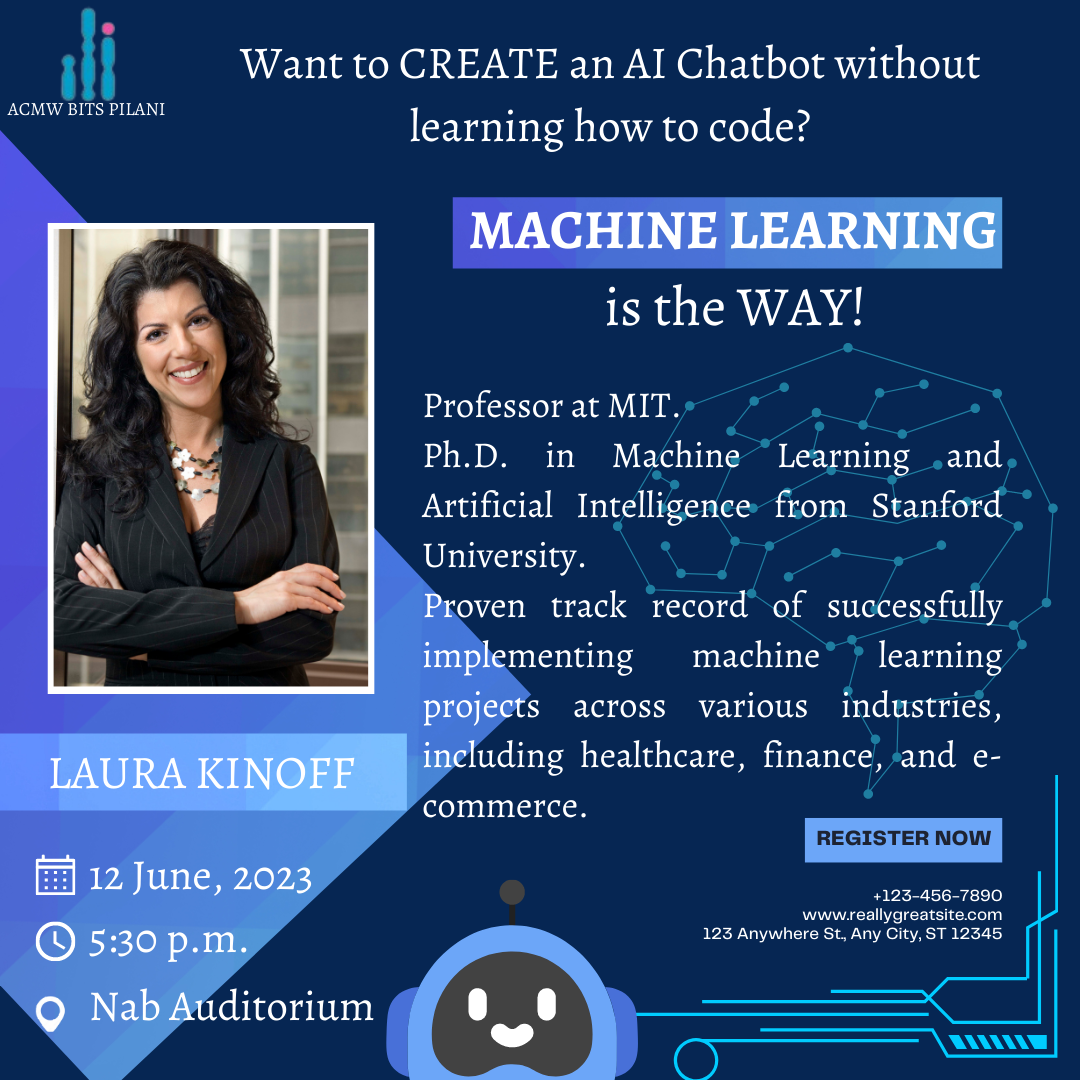 ACMW BITS PILANI
Want to CREATE an AI Chatbot without
learning how to code?
MACHINE LEARNING
is the WAY!
Professor at MIT.
Ph.D. in Machine Learning and
Artificial Intelligence from Stanford
University.
Proven track record of successfully
implementing machine learning
projects across various industries,
including healthcare, finance, and e-
commerce.
LAURA KINOFF
12 June, 2023
5:30 p.m.
Nab Auditorium
REGISTER NOW
+123-456-7890
www.reallygreatsite.com
123 Anywhere St., Any City, ST 12345